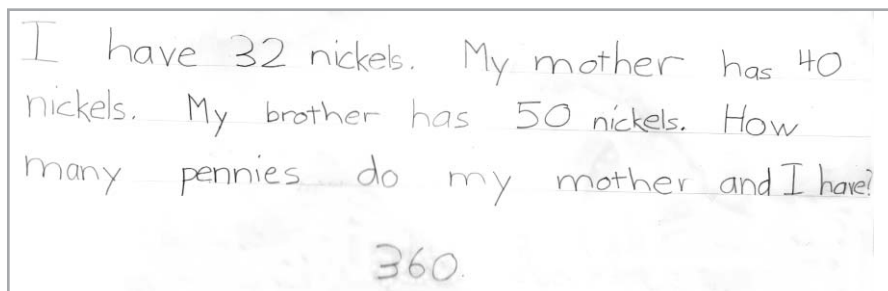 I have 32 nickels. My mother has 40
nickels. My brother has 50 nickels. How
many pennies do my mother and I have?
360.